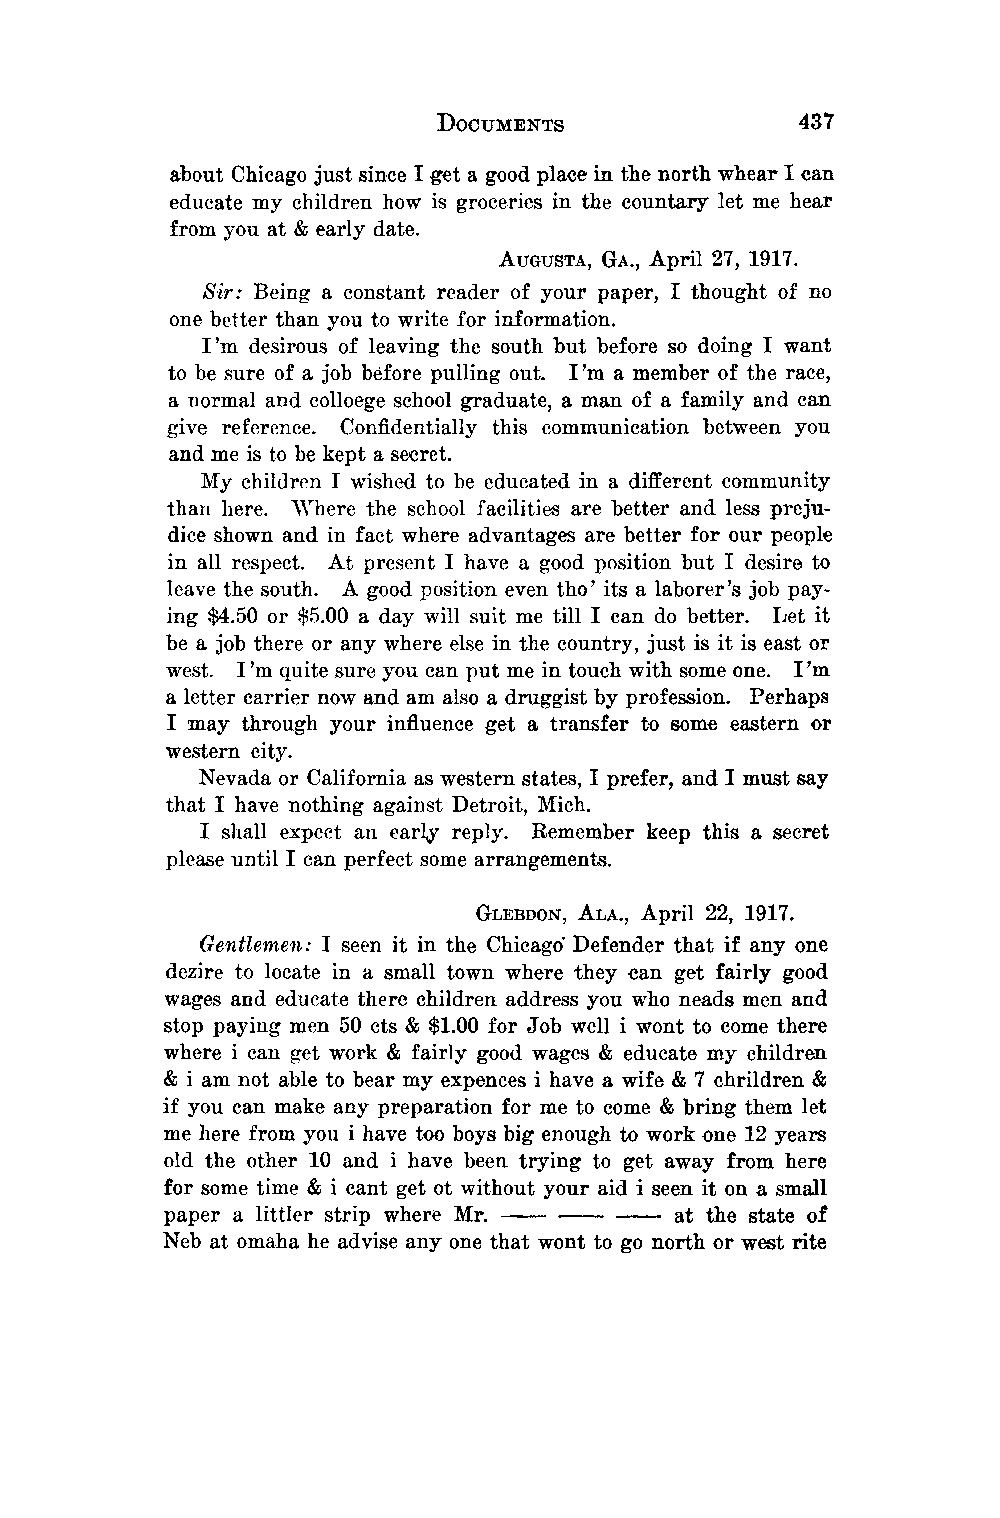 DOCUMENTS 437
about Chicago just since I get a good place in the north whear I can
educate my children how is groceries in the countary let me hear
from you at & early date.
AUGUSTA, GA., April 27, 1917.
Sir: Being a constant reader of your paper, I thought of no
one better than you to write for information.
I'm desirous of leaving the south but before so doing I want
to be sure of a job before pulling out. I'm a member of the race,
a normal and colloege school graduate, a man of a family and can
give reference. Confidentially this communication between you
and me is to be kept a secret.
My children I wished to be educated in a different community
than here. Where the school facilities are better and less preju-
dice shown and in fact where advantages are better for our people
in all respect. At present I have a good position but I desire to
leave the south. A good position even tho' its a laborer's job pay-
ing $4.50 or $5.00 a day will suit me till I can do better. Let it
be a job there or any where else in the country, just is it is east or
west. I'm quite sure you can put me in touch with some one. I'm
a letter carrier now and am also a druggist by profession. Perhaps
I may through your influence get a transfer to some eastern or
western city.
Nevada or California as western states, I prefer, and I must say
that I have nothing against Detroit, Mich.
I shall expect an early reply. Remember keep this a secret
please until I can perfect some arrangements.
GLEBDON, ALA., April 22, 1917.
Gentlemen: I seen it in the Chicago Defender that if any one
dezire to locate in a small town where they can get fairly good
wages and educate there children address you who neads men and
stop paying men 50 cts & $1.00 for Job well i wont to come there
where i can get work & fairly good wages & educate my children
& i am not able to bear my expences i have a wife & 7 chrildren &
if you can make any preparation for me to come & bring them let
me here from you i have too boys big enough to work one 12 years
old the other 10 and i have been trying to get away from here
for some time & i cant get ot without your aid i seen it on a small
paper a littler strip where Mr. —— —— —— at the state of
Neb at omaha he advise any one that wont to go north or west rite